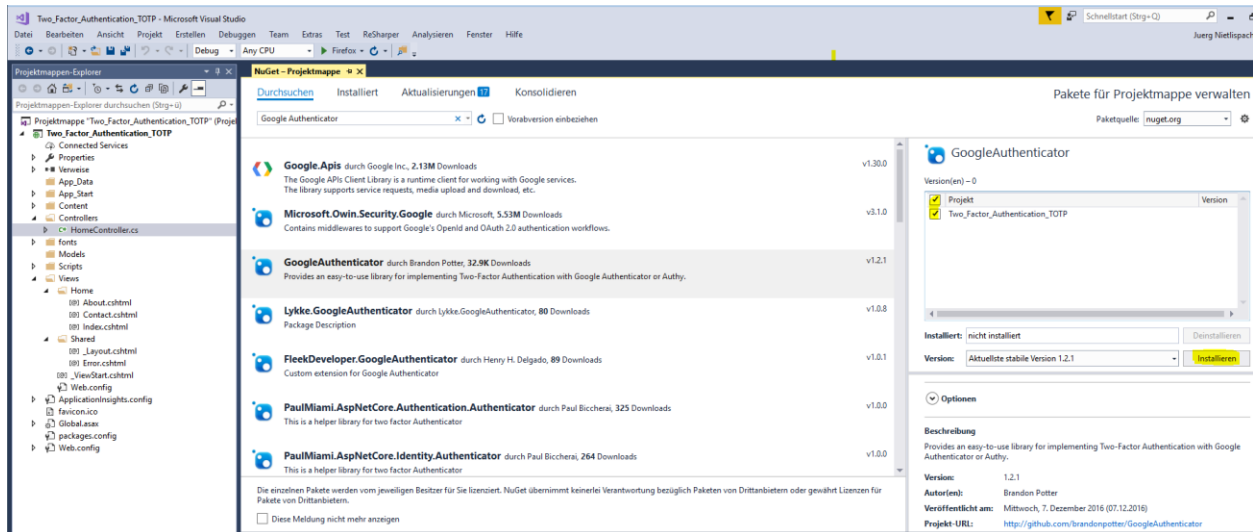 Two_Factor_Authentication_TOTP - Microsoft Visual Studio
Schnellstart (Strg+Q)
Datei Bearbeiten Ansicht Projekt Erstellen Debuggen Team Extras Test ReSharper Analysieren Fenster Hilfe
Juerg Nietlispach
Debug Any CPU Firefox
Projektmappen-Explorer
Projektmappen-Explorer durchsuchen (Strg+ü)
Projektmappe "Two_Factor_Authentication_TOTP" (Projel
Two_Factor_Authentication_TOTP
Connected Services
Properties
Verweise
App_Data
App_Start
Content
Controllers
C# HomeController.cs
fonts
Models
Scripts
Views
Home
[@] About.cshtml
[@] Contact.cshtml
[@] Index.cshtml
Shared
[@] _Layout.cshtml
[@] Error.cshtml
[@] _ViewStart.cshtml
Web.config
ApplicationInsights.config
favicon.ico
Global.asax
packages.config
Web.config
NuGet – Projektmappe
Durchsuchen Installiert Aktualisierungen 17 Konsolidieren
Pakete für Projektmappe verwalten
Google Authenticator
Vorabversion einbeziehen
Paketquelle: nuget.org
Google.Apis durch Google Inc., 2.13M Downloads v1.30.0
The Google APIs Client Library is a runtime client for working with Google services.
The library supports service requests, media upload and download, etc.
Microsoft.Owin.Security.Google durch Microsoft, 5.53M Downloads v3.1.0
Contains middlewares to support Google's OpenId and OAuth 2.0 authentication workflows.
GoogleAuthenticator durch Brandon Potter, 32.9K Downloads v1.2.1
Provides an easy-to-use library for implementing Two-Factor Authentication with Google Authenticator or Authy.
Lykke.GoogleAuthenticator durch Lykke.GoogleAuthenticator, 80 Downloads v1.0.8
Package Description
FleekDeveloper.GoogleAuthenticator durch Henry H. Delgado, 89 Downloads v1.0.1
Custom extension for Google Authenticator
PaulMiami.AspNetCore.Authentication.Authenticator durch Paul Biccherai, 325 Downloads v1.0.0
This is a helper library for two factor Authenticator
PaulMiami.AspNetCore.Identity.Authenticator durch Paul Biccherai, 264 Downloads v1.0.0
This is a helper library for two factor Authenticator
Die einzelnen Pakete werden vom jeweiligen Besitzer für Sie lizenziert. NuGet übernimmt keinerlei Verantwortung bezüglich Paketen von Drittanbietern oder gewährt Lizenzen für
Pakete von Drittanbietern.
Diese Meldung nicht mehr anzeigen
GoogleAuthenticator
Version(en) – 0
Projekt Version
Two_Factor_Authentication_TOTP
Installiert: nicht installiert Deinstallieren
Version: Aktuellste stabile Version 1.2.1 Installieren
Optionen
Beschreibung
Provides an easy-to-use library for implementing Two-Factor Authentication with Google
Authenticator or Authy.
Version: 1.2.1
Autor(en): Brandon Potter
Veröffentlicht am: Mittwoch, 7. Dezember 2016 (07.12.2016)
Projekt-URL: http://github.com/brandonpotter/GoogleAuthenticator